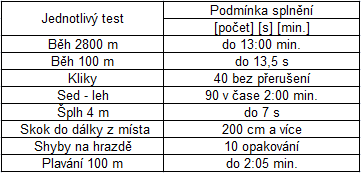 Jednotlivý test
Podmínka splnění
[počet] [s] [min.]
Běh 2800 m do 13:00 min.
Běh 100 m do 13,5 s
Kliky 40 bez přerušení
Sed - leh 90 v čase 2:00 min.
Šplh 4 m do 7 s
Skok do dálky z místa 200 cm a více
Shyby na hrazdě 10 opakování
Plavání 100 m do 2:05 min.